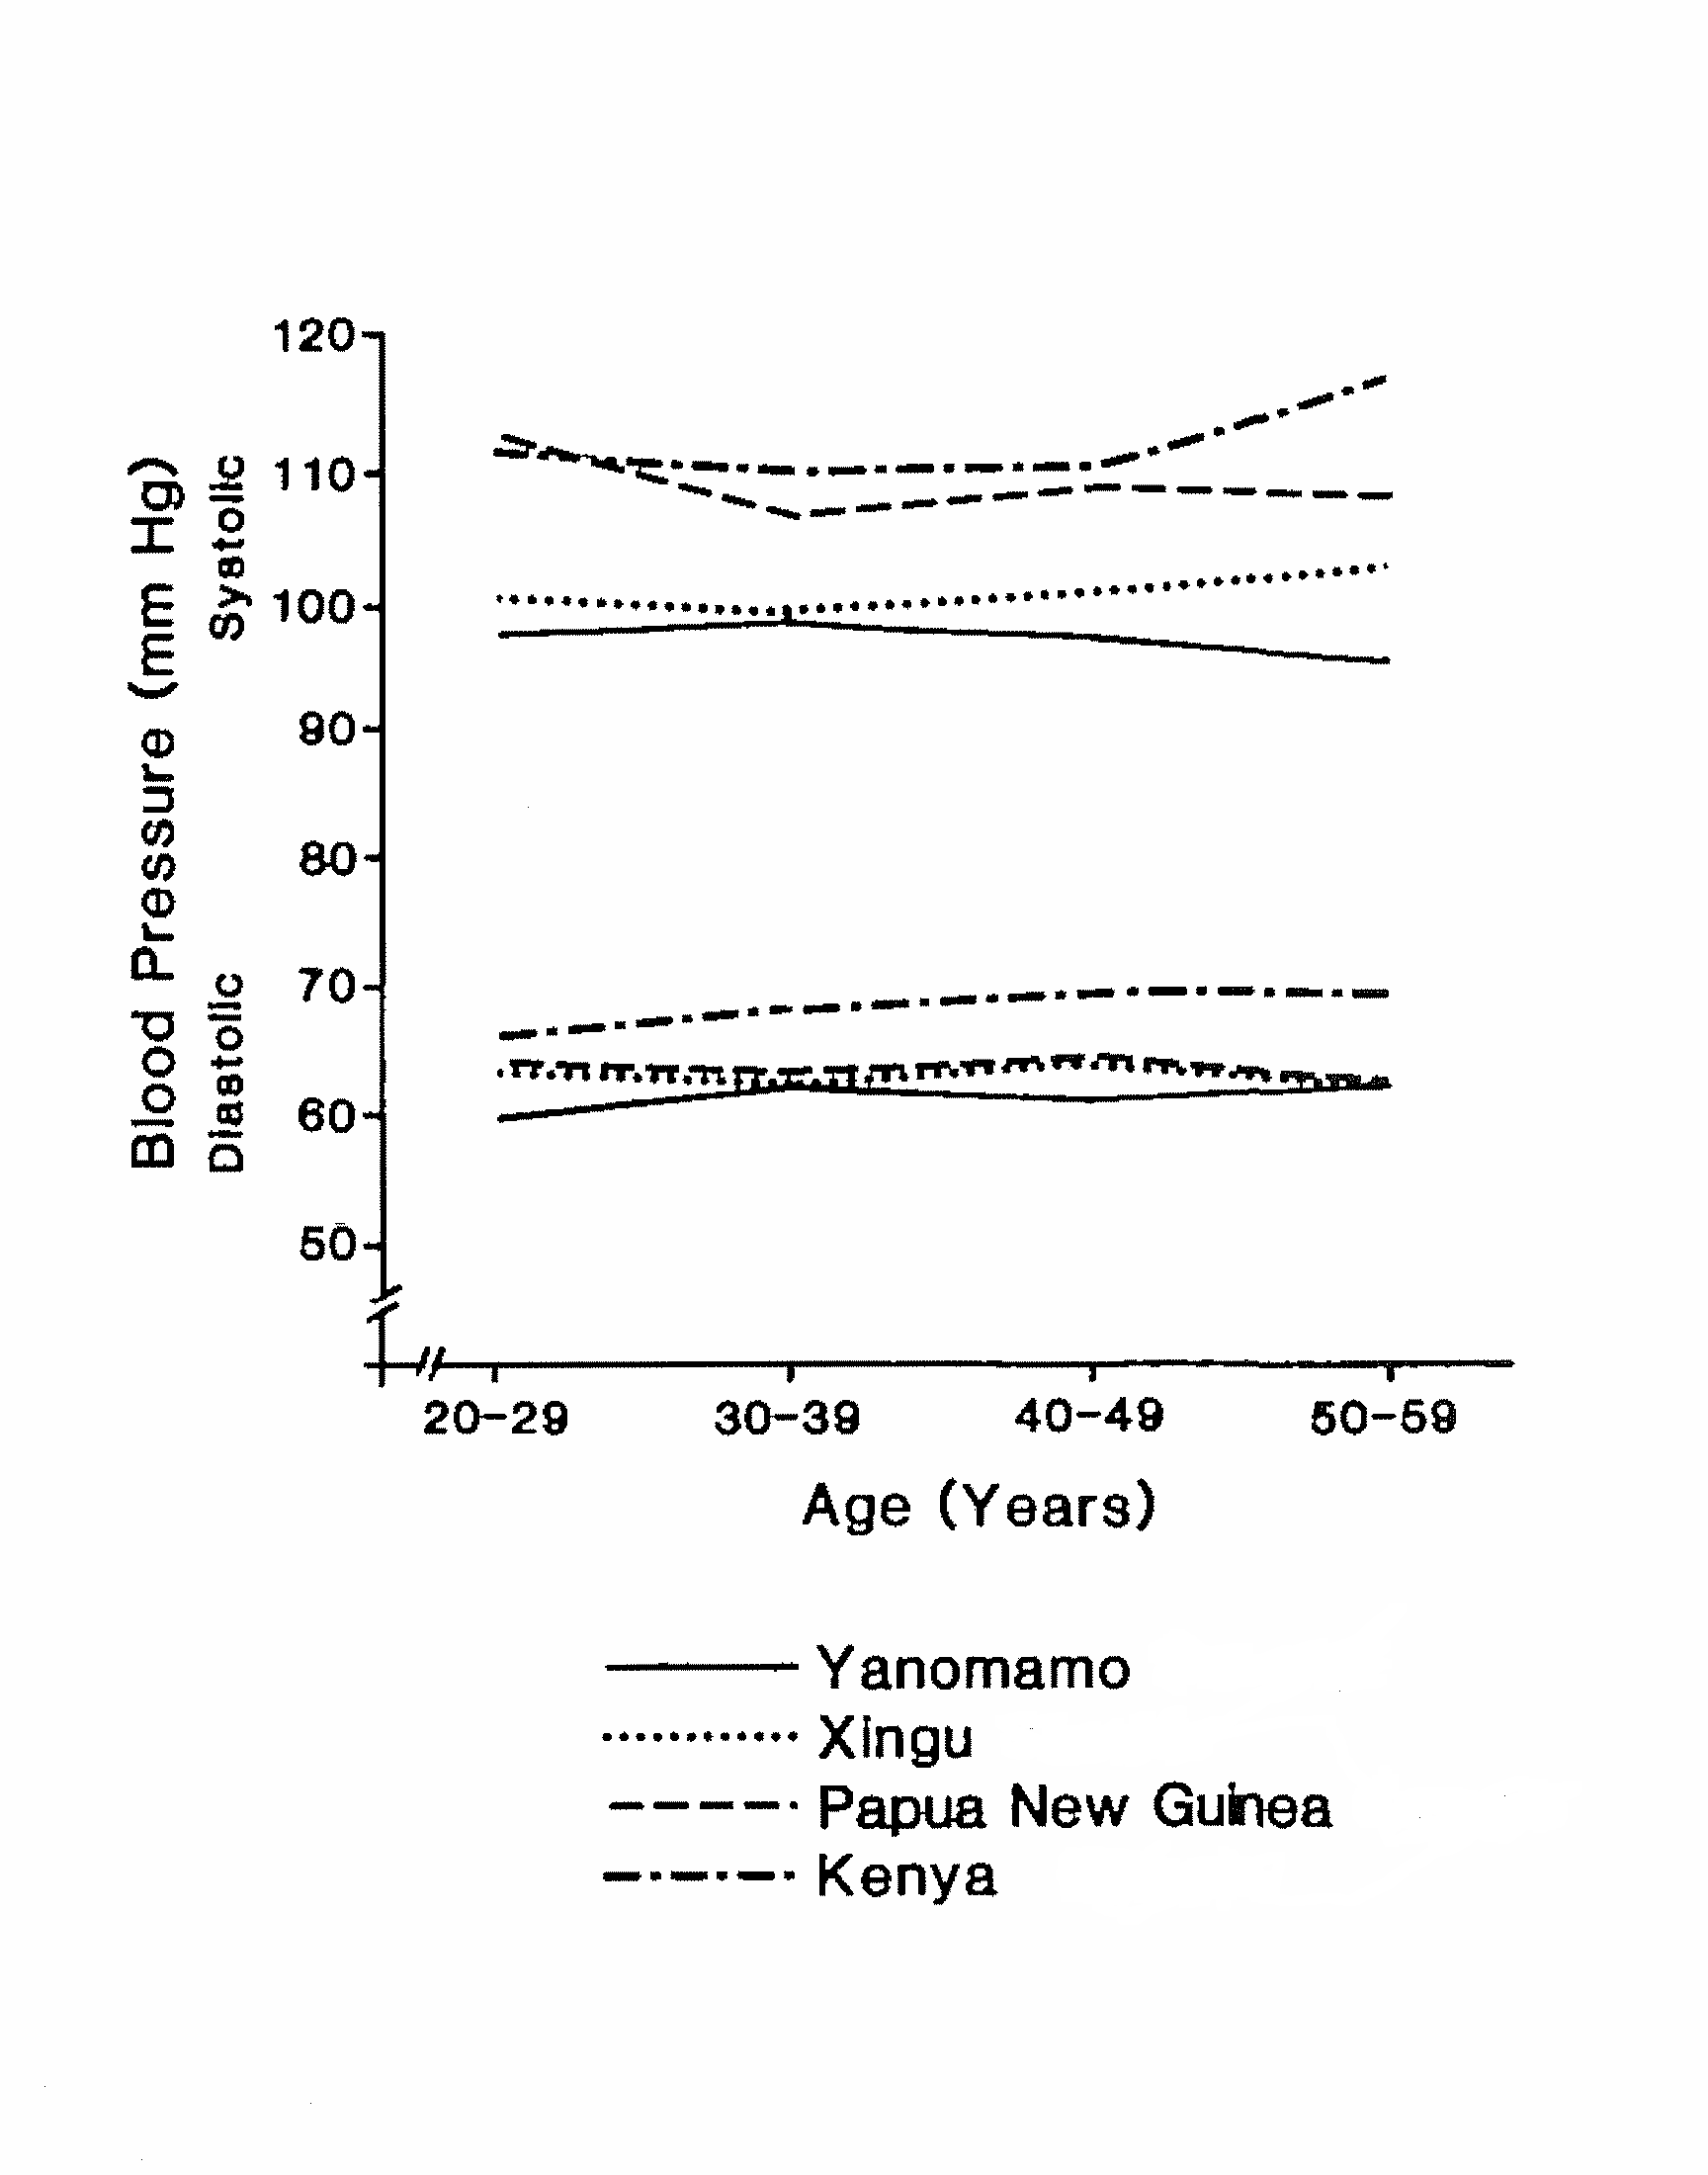 Blood Pressure (mm Hg)
Systolic
Diastolic
120
110
100
90
80
70
60
50
20-29 30-39 40-49 50-59
Age (Years)
Yanomamo
Xingu
Papua New Guinea
Kenya